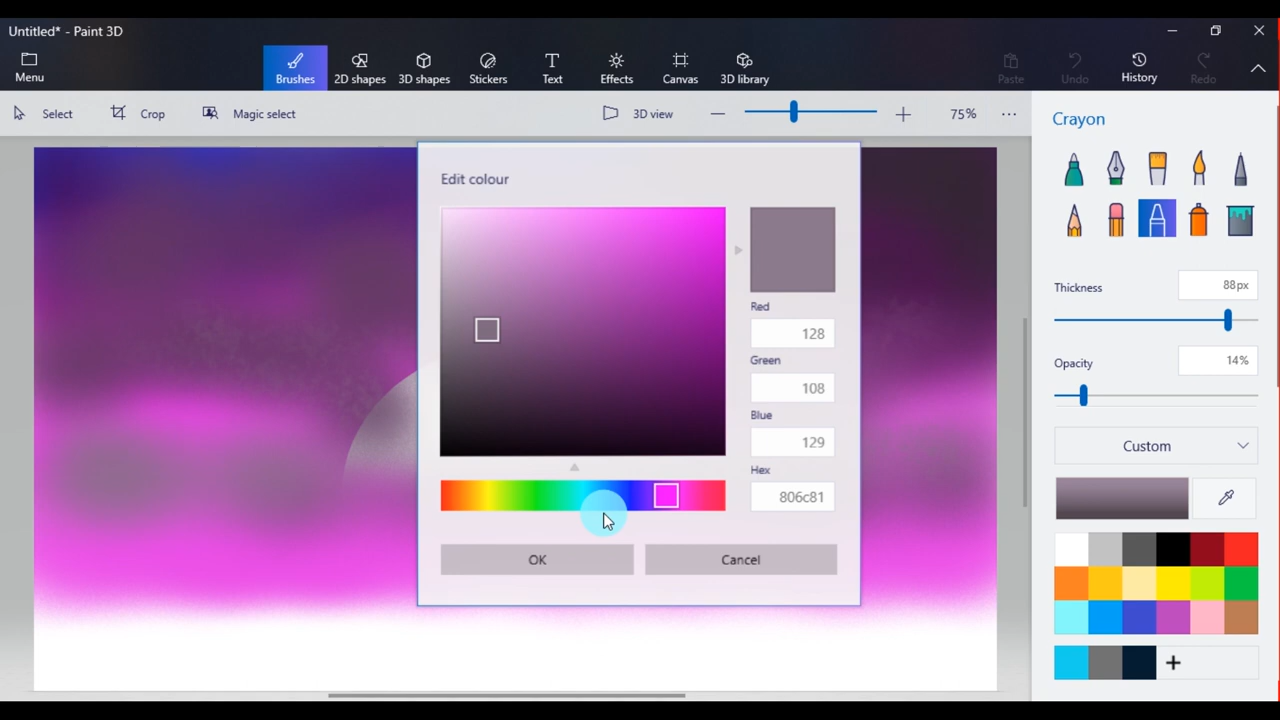 Untitled* - Paint 3D
Menu
Brushes
2D shapes
3D shapes
Stickers
Text
Effects
Canvas
3D library
Paste
Undo
History
Redo
Select
Crop
Magic select
3D view
75%
Crayon
Thickness
88px
Opacity
14%
Custom
Edit colour
Red
128
Green
108
Blue
129
Hex
806c81
OK
Cancel